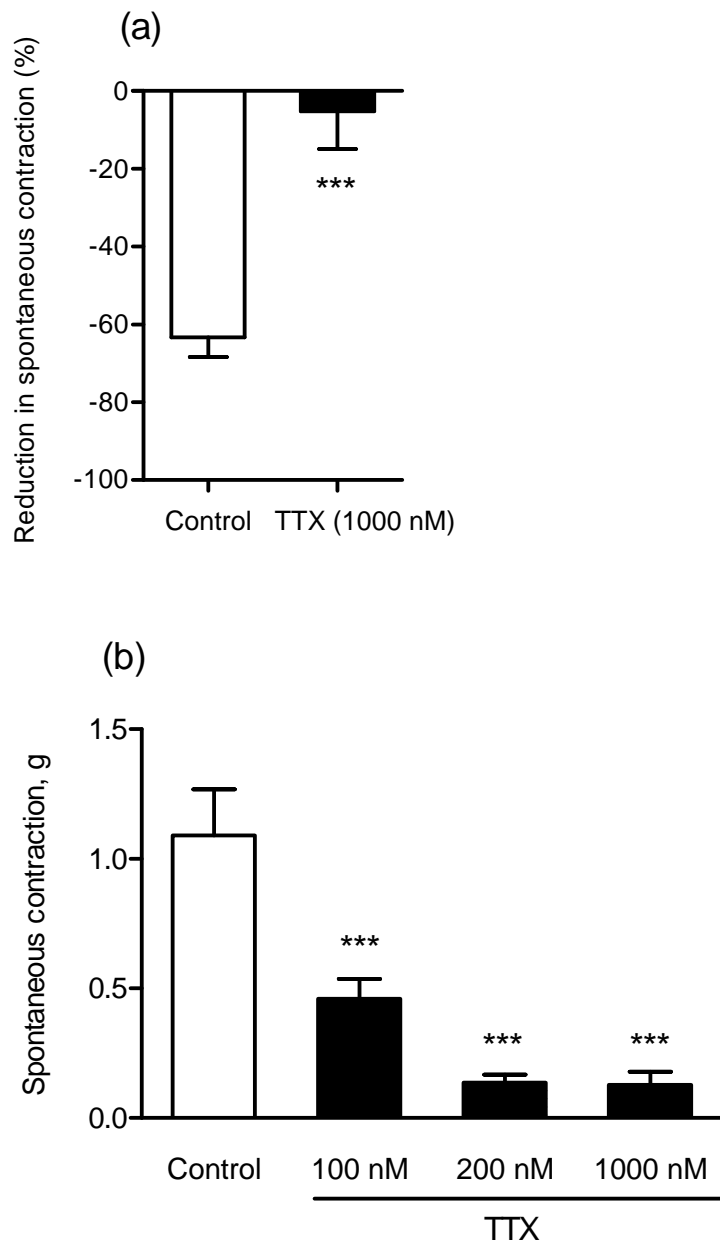 (a)
Reduction in spontaneous contraction (%)
0
-20
-40
-60
-80
-100
***
Control TTX (1000 nM)
(b)
Spontaneous contraction, g
1.5
1.0
0.5
0.0
***
*** ***
Control 100 nM 200 nM 1000 nM
TTX